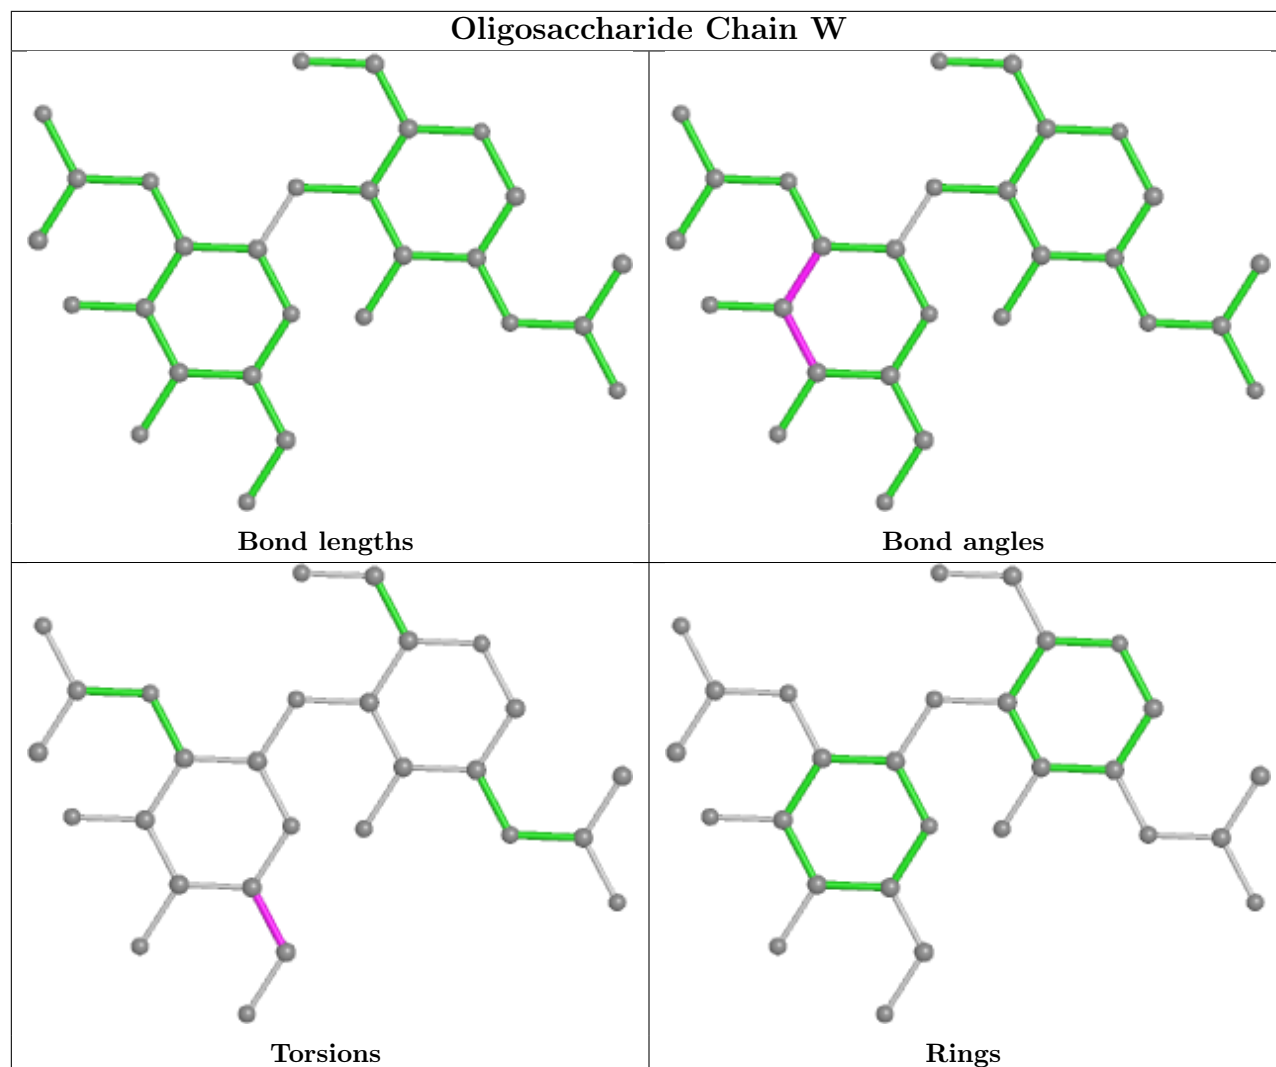 Oligosaccharide Chain W
Bond lengths
Bond angles
Torsions
Rings